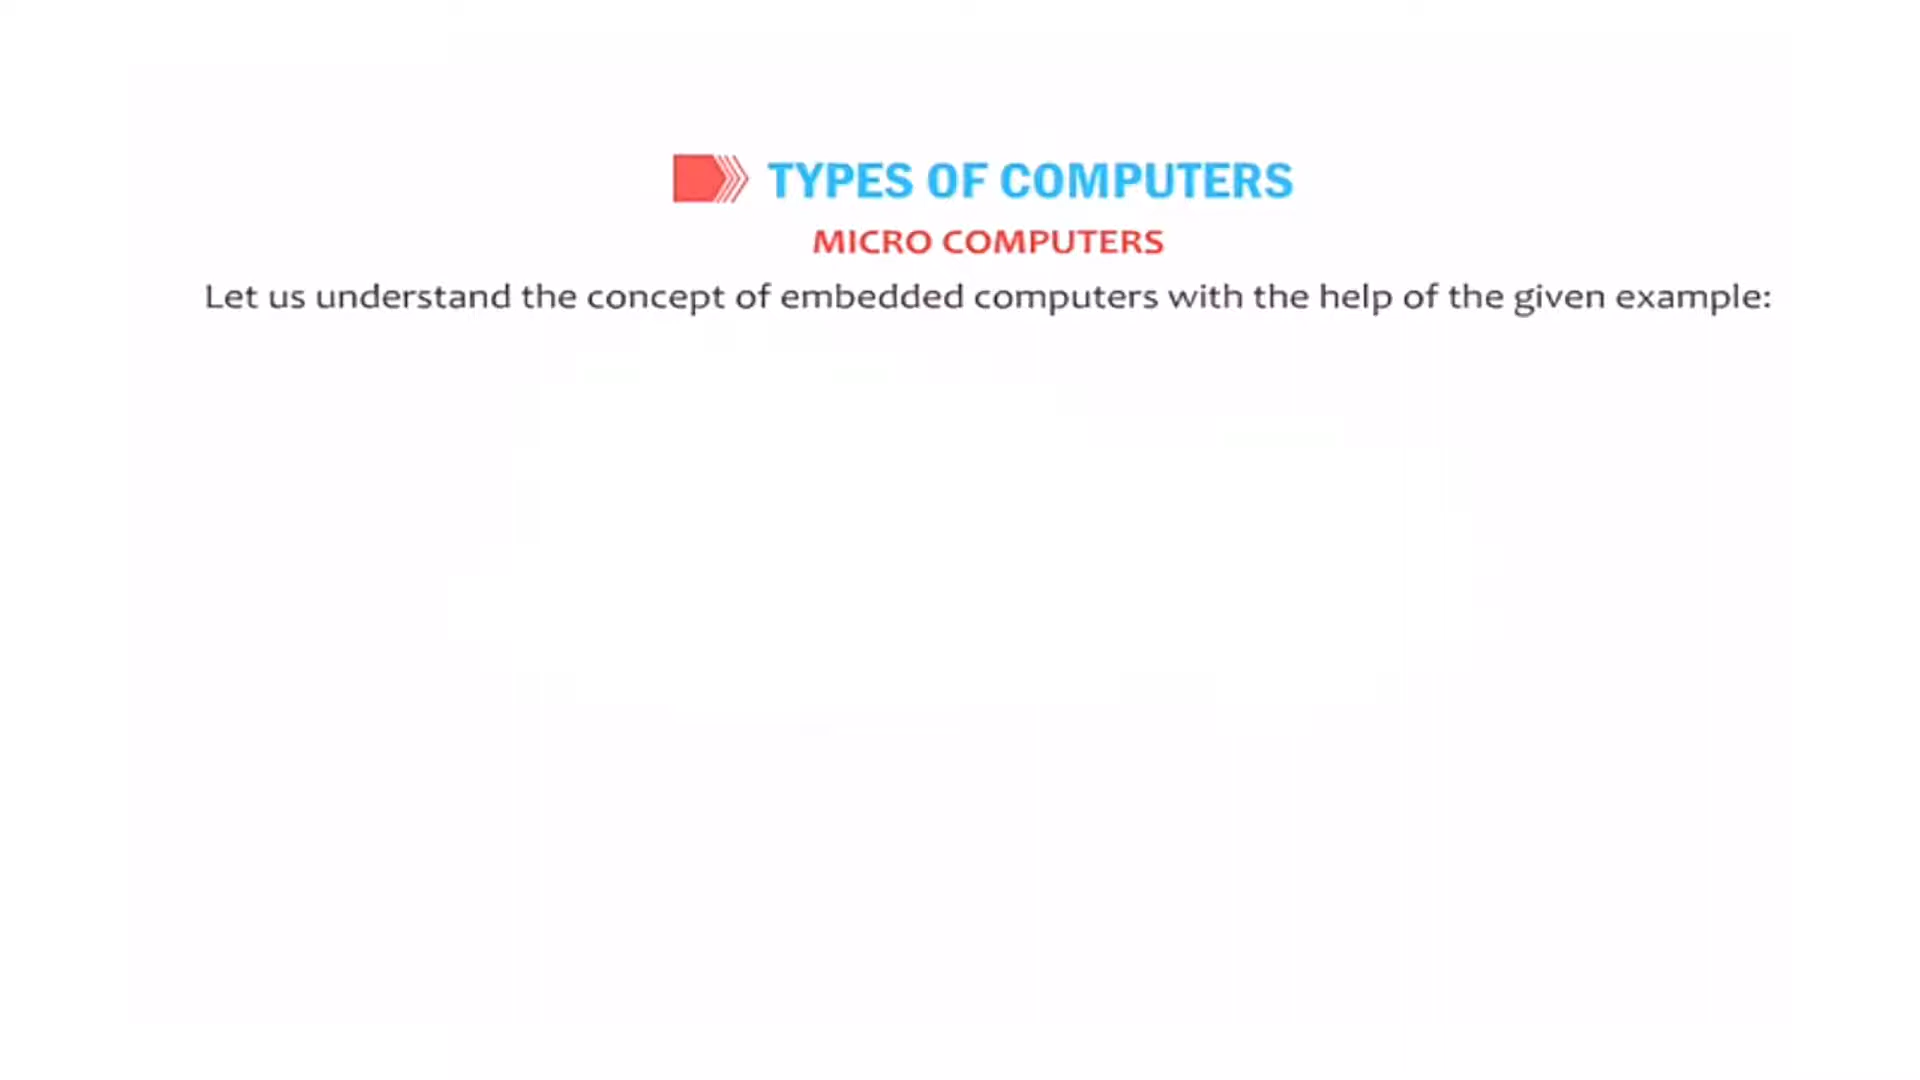 TYPES OF COMPUTERS
MICRO COMPUTERS
Let us understand the concept of embedded computers with the help of the given example: